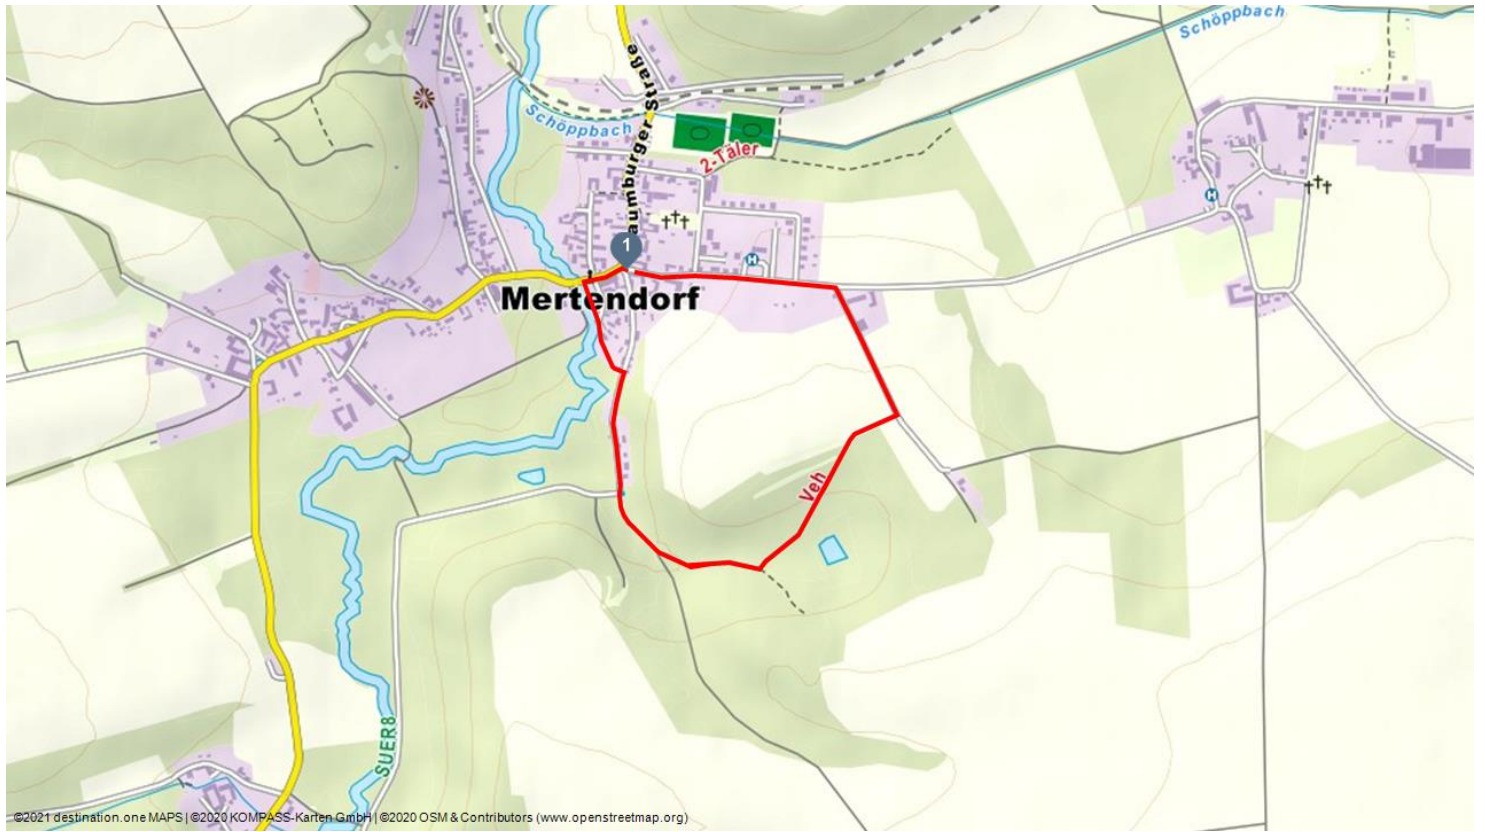 Schöppbach
Schöppbach
aumburger Straße
2-Täler
H
1
H
Mertendorf
Veh
SUER8
©2021 destination.one MAPS | ©2020 KOMPASS-Karten GmbH | ©2020 OSM & Contributors (www.openstreetmap.org)